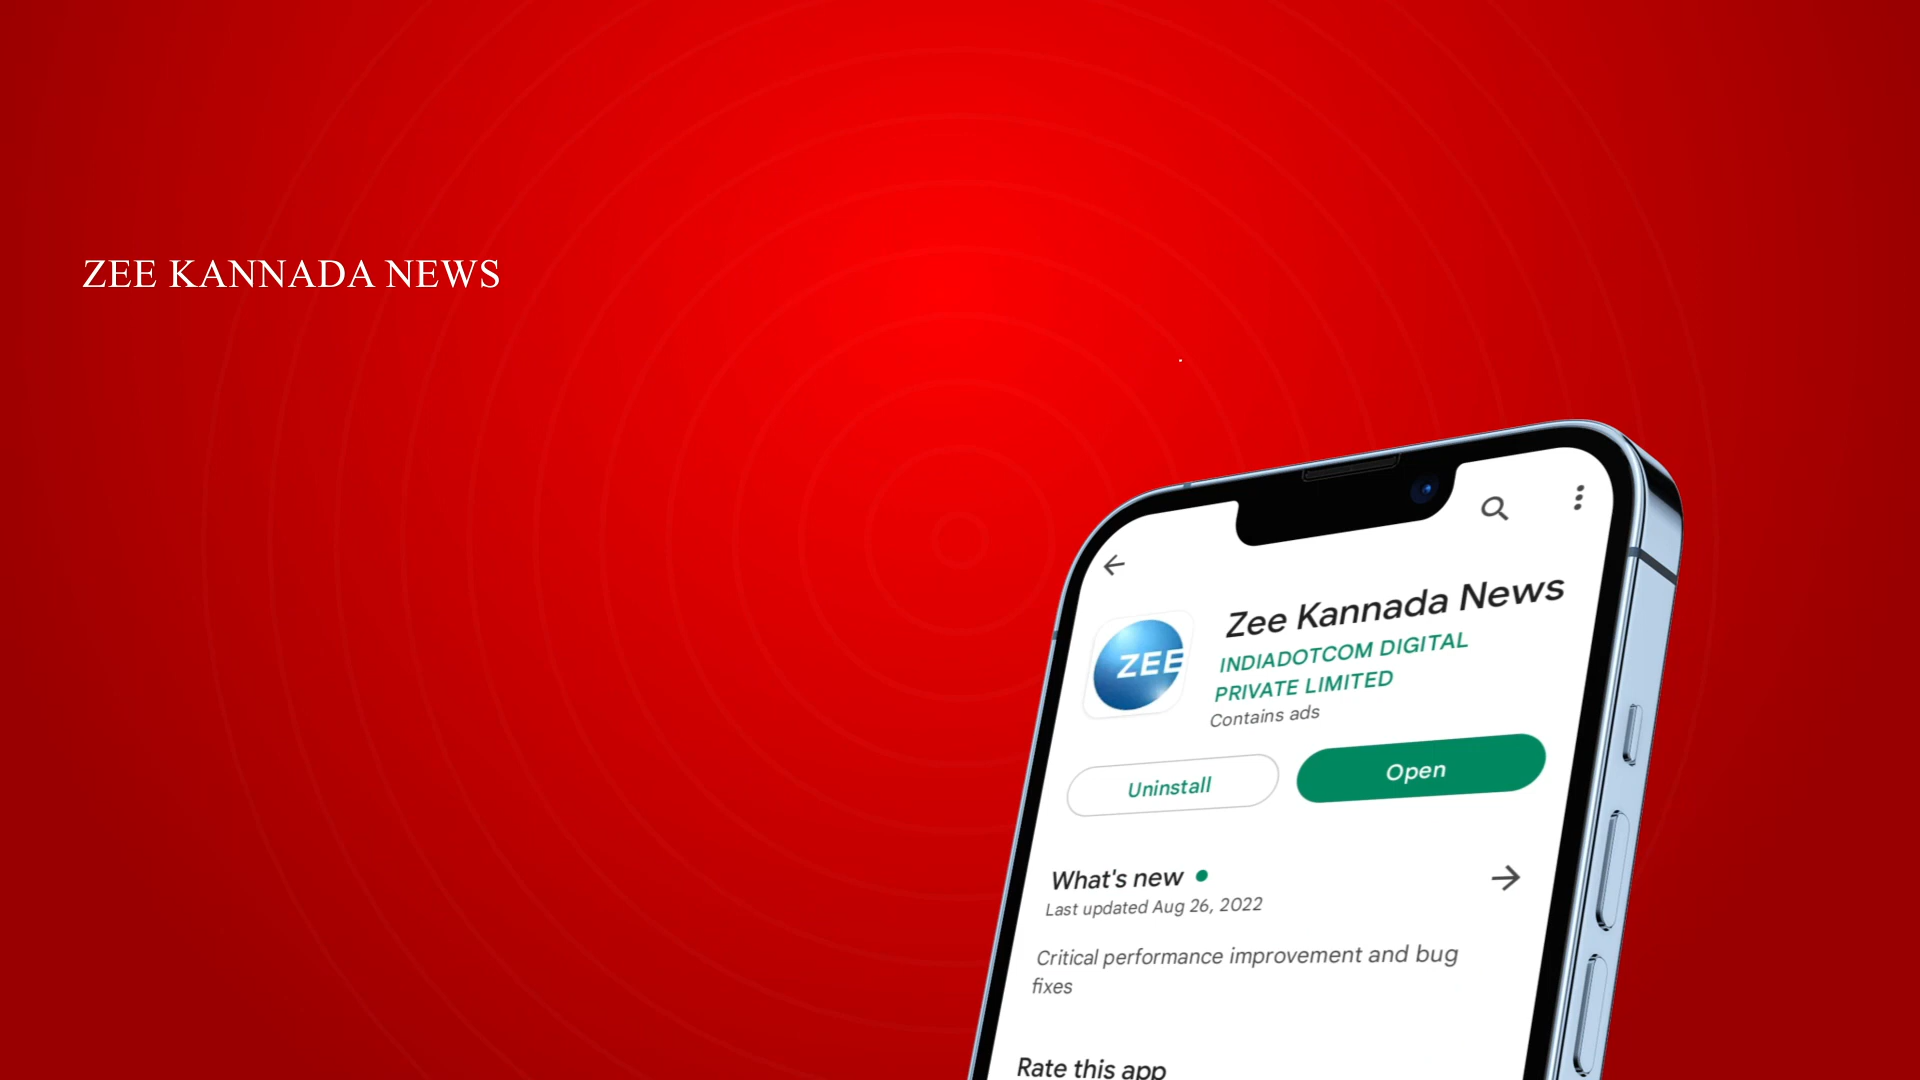 ZEE KANNADA NEWS
Zee Kannada News
ZEE
INDIADOTCOM DIGITAL
PRIVATE LIMITED
Contains ads
Uninstall
Open
What's new
Last updated Aug 26, 2022
Critical performance improvement and bug
fixes
Rate this app